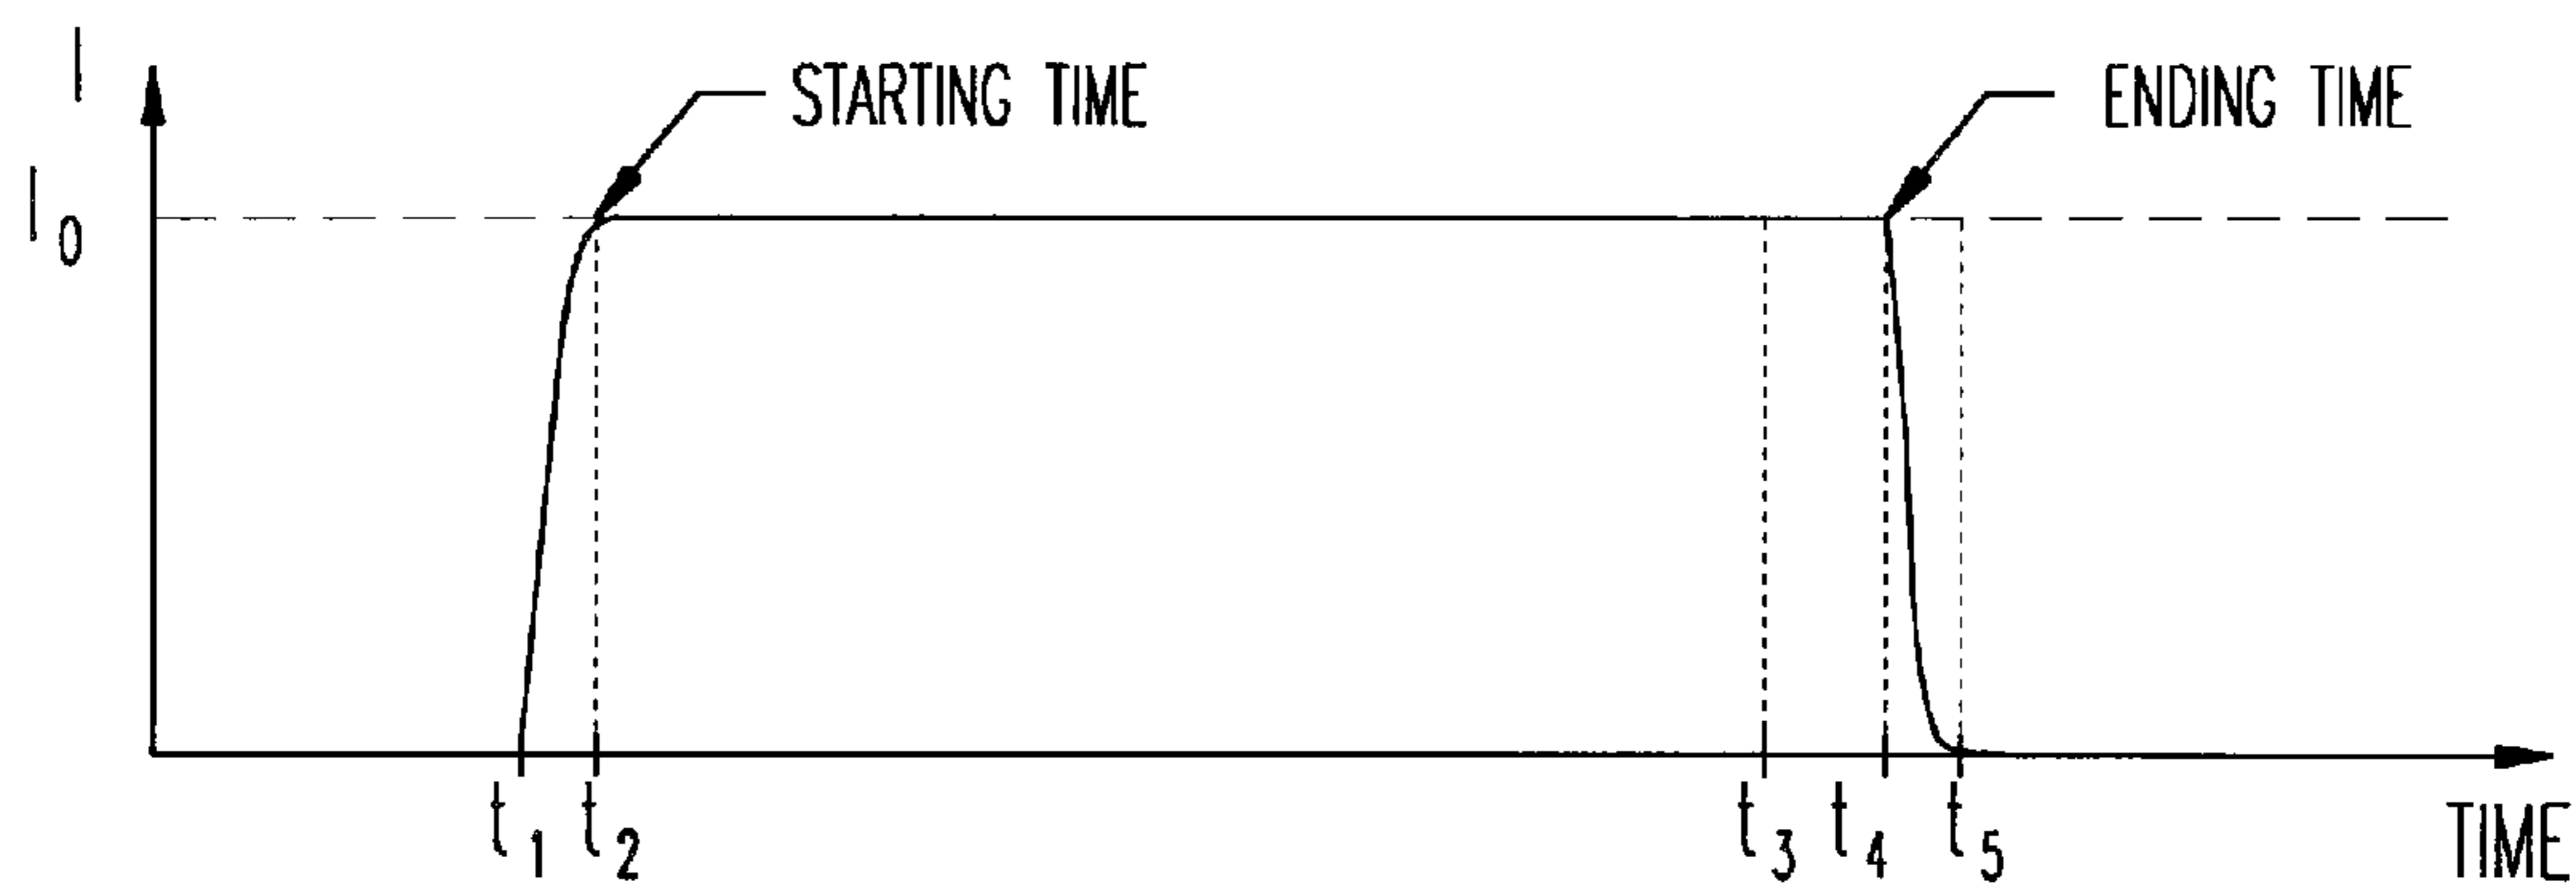 I
STARTING TIME
ENDING TIME
I0
t1 t2 t3 t4 t5
TIME